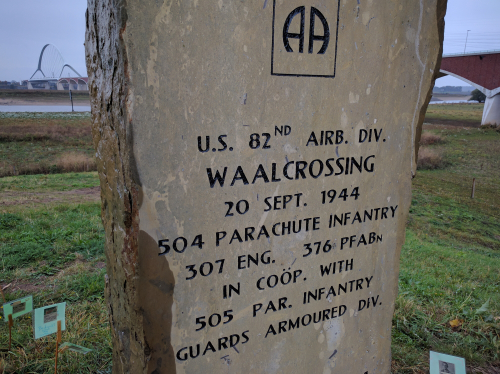 AA
U.S. 82ND AIRB. DIV.
WAALCROSSING
20 SEPT. 1944
504 PARACHUTE INFANTRY
307 ENG. 376 PFABN
IN COÖP. WITH
505 PAR. INFANTRY
GUARDS ARMOURED DIV.